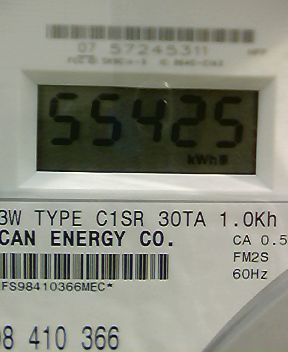 07 57245311
55425
kWh
3W TYPE C1SR 30TA 1.0Kh
CAN ENERGY CO.
CA 0.5
FM2S
60Hz
FS98410366MEC*
98 410 366